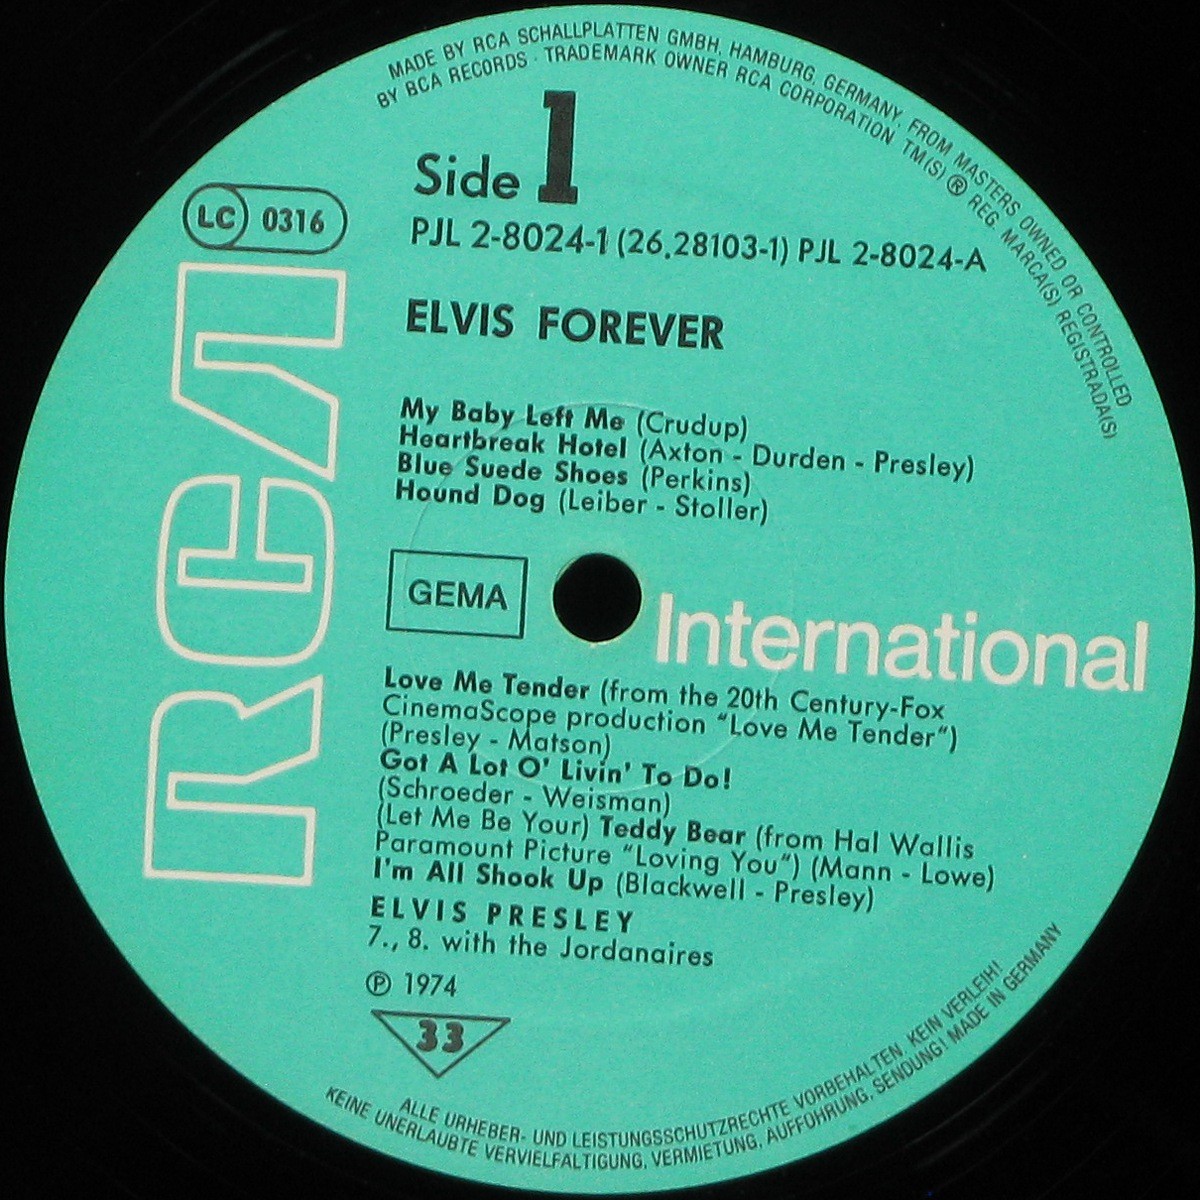 MADE BY RCA SCHALLPLATTEN GMBH, HAMBURG, GERMANY, FROM MASTERS OWNED OR CONTROLLED
BY RCA RECORDS · TRADEMARK OWNER RCA CORPORATION TM(S) ® REG. MARCA(S) REGISTRADA(S)
Side 1
LC 0316
PJL 2-8024-1 (26.28103-1) PJL 2-8024-A
RCA
ELVIS FOREVER
My Baby Left Me (Crudup)
Heartbreak Hotel (Axton - Durden - Presley)
Blue Suede Shoes (Perkins)
Hound Dog (Leiber - Stoller)
GEMA
International
Love Me Tender (from the 20th Century-Fox
CinemaScope production "Love Me Tender")
(Presley - Matson)
Got A Lot O' Livin' To Do!
(Schroeder - Weisman)
(Let Me Be Your) Teddy Bear (from Hal Wallis
Paramount Picture "Loving You") (Mann - Lowe)
I'm All Shook Up (Blackwell - Presley)
ELVIS PRESLEY
7., 8. with the Jordanaires
℗ 1974
33
ALLE URHEBER- UND LEISTUNGSSCHUTZRECHTE VORBEHALTEN, KEIN VERLEIH!
KEINE UNERLAUBTE VERVIELFÄLTIGUNG, VERMIETUNG, AUFFÜHRUNG, SENDUNG! MADE IN GERMANY